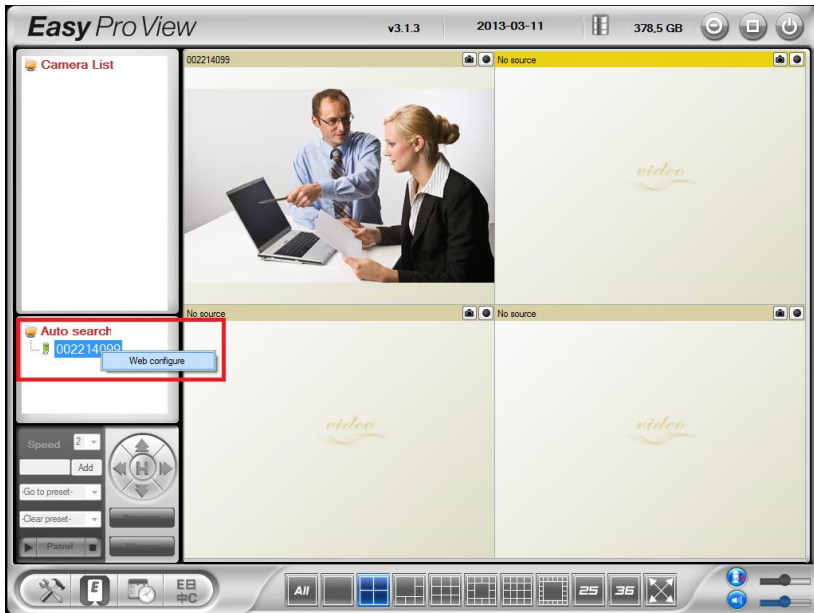 Easy Pro View
v3.1.3
2013-03-11
378,5 GB
Camera List
002214099
No source
video
No source
No source
video
video
Auto search
002214099
Web configure
Speed
2
Add
H
-Go to preset-
-Clear preset-
Patrol
E
All
25
36